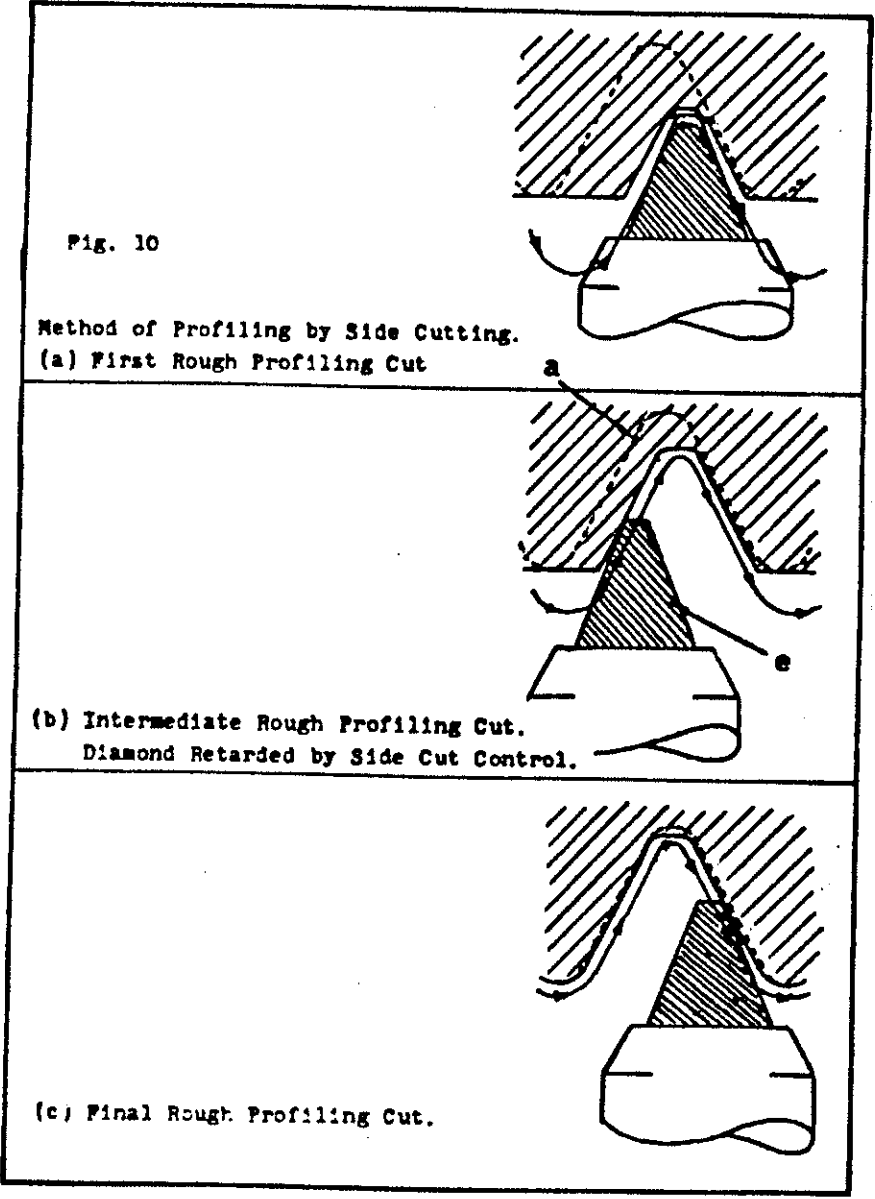 Fig. 10
Method of Profiling by Side Cutting.
(a) First Rough Profiling Cut
a
e
(b) Intermediate Rough Profiling Cut.
Diamond Retarded by Side Cut Control.
(c) Final Rough Profiling Cut.